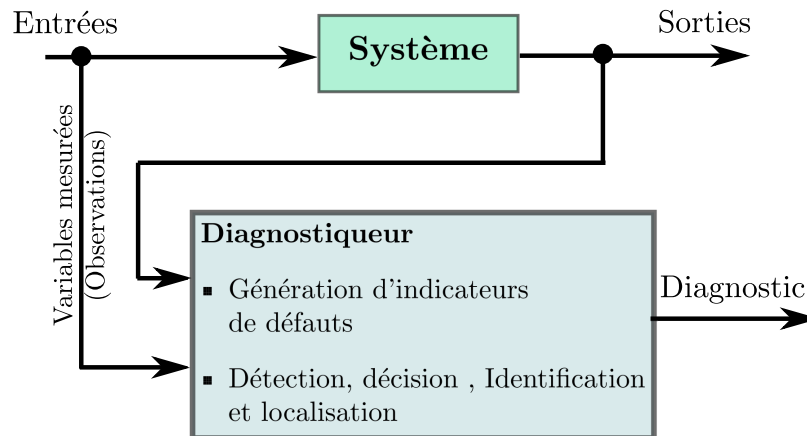 Entrées
Système
Sorties
Variables mesurées
(Observations)
Diagnostiqueur
▪ Génération d'indicateurs
de défauts
▪ Détection, décision , Identification
et localisation
Diagnostic